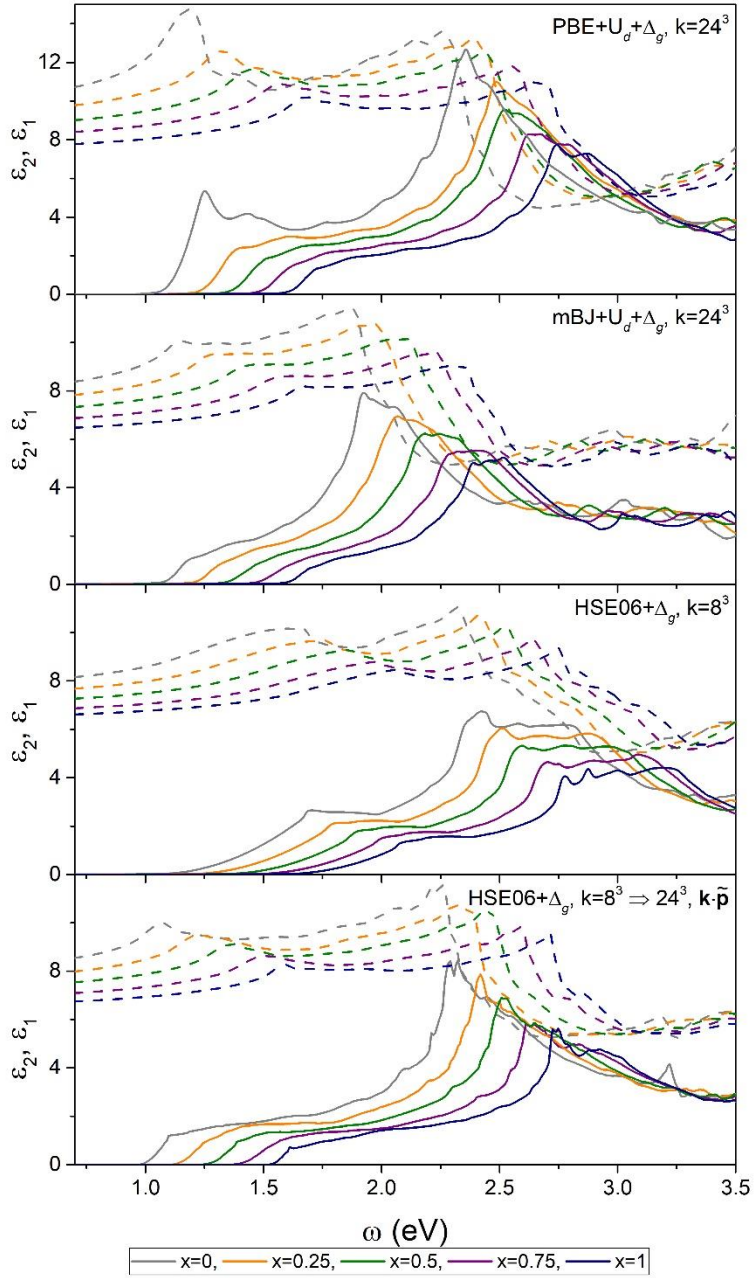 PBE+U_d+Δ_g, k=24³
12
8
4
0
ε₂, ε₁
mBJ+U_d+Δ_g, k=24³
8
4
0
ε₂, ε₁
HSE06+Δ_g, k=8³
8
4
0
ε₂, ε₁
HSE06+Δ_g, k=8³ ⇒ 24³, k·p̃
8
4
0
ε₂, ε₁
1.0 1.5 2.0 2.5 3.0 3.5
ω (eV)
x=0, x=0.25, x=0.5, x=0.75, x=1